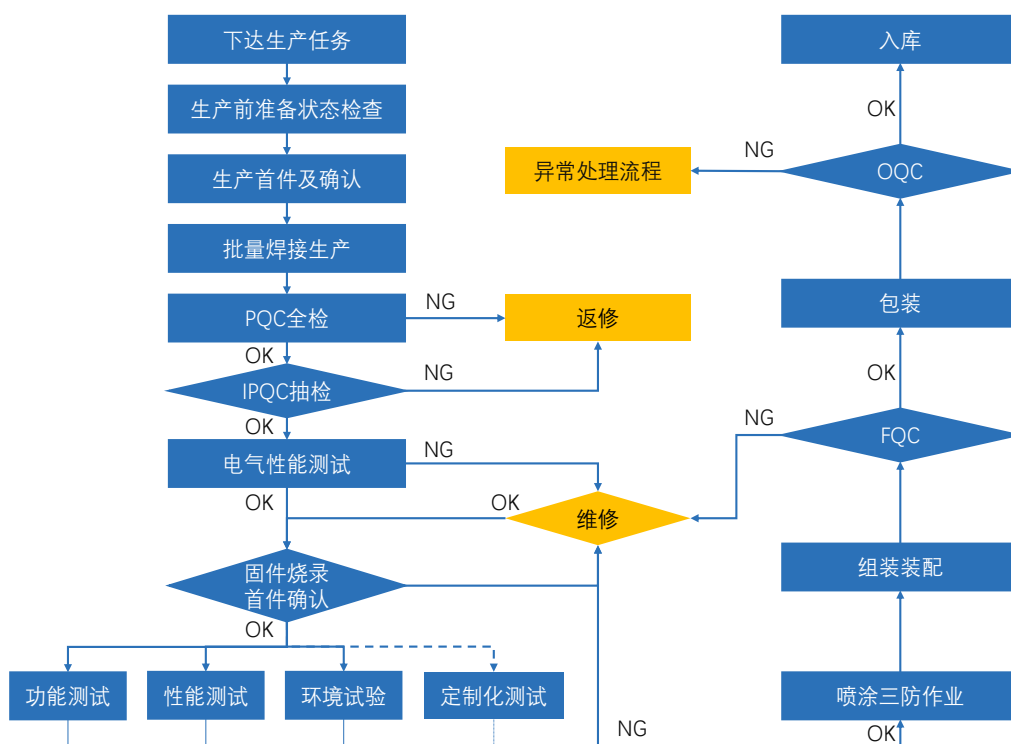 下达生产任务
生产前准备状态检查
生产首件及确认
批量焊接生产
PQC全检
NG
返修
OK
IPQC抽检
NG
OK
电气性能测试
NG
OK
OK
维修
固件烧录
首件确认
OK
功能测试
性能测试
环境试验
定制化测试
NG
入库
OK
NG
异常处理流程
OQC
包装
OK
NG
FQC
组装装配
喷涂三防作业
OK